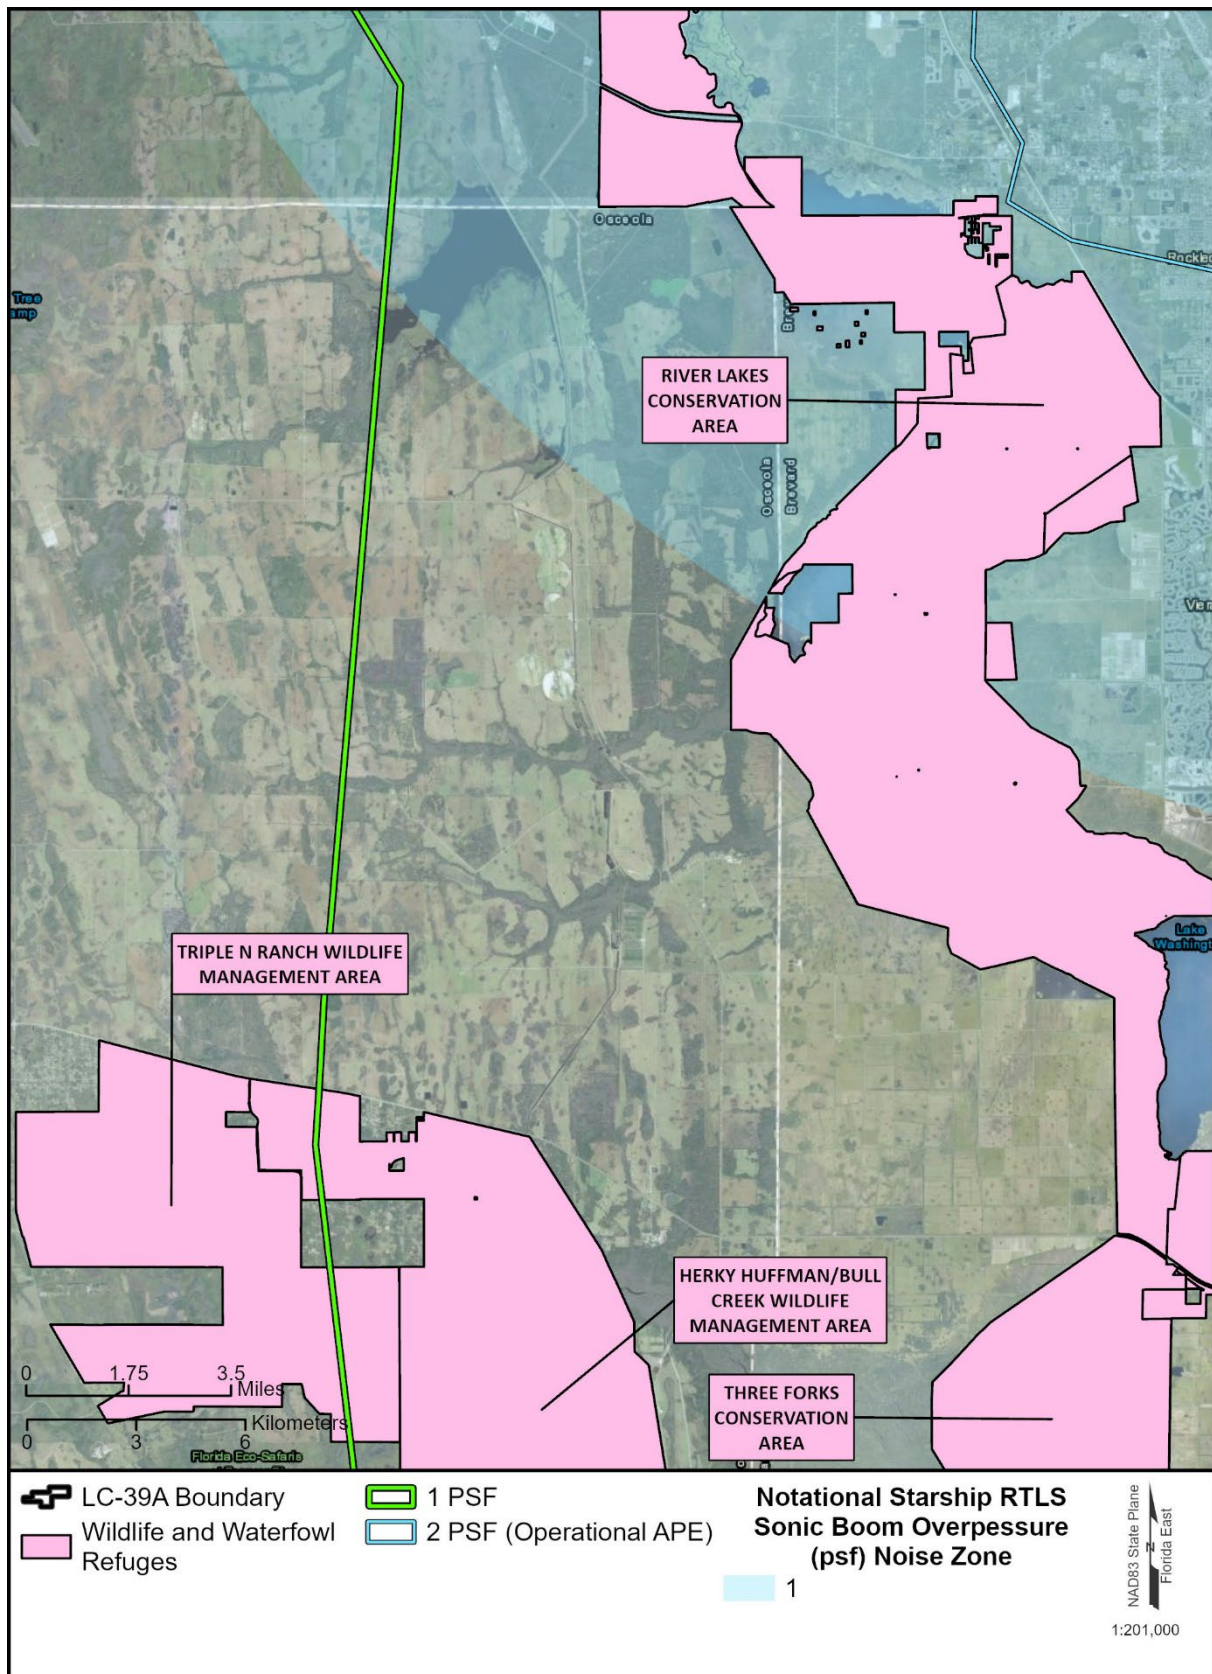 Osceola
Rockled
Tree
amp
Brev
RIVER LAKES
CONSERVATION
AREA
Osceola
Brevard
Vier
TRIPLE N RANCH WILDLIFE
MANAGEMENT AREA
Lake
Washingt
HERKY HUFFMAN/BULL
CREEK WILDLIFE
MANAGEMENT AREA
THREE FORKS
CONSERVATION
AREA
0 1.75 3.5
Miles
Kilometers
0 3 6
Florida Eco-Safaris
LC-39A Boundary
Wildlife and Waterfowl
Refuges
1 PSF
2 PSF (Operational APE)
Notational Starship RTLS
Sonic Boom Overpressure
(psf) Noise Zone
1
NAD83 State Plane
Florida East
N
1:201,000